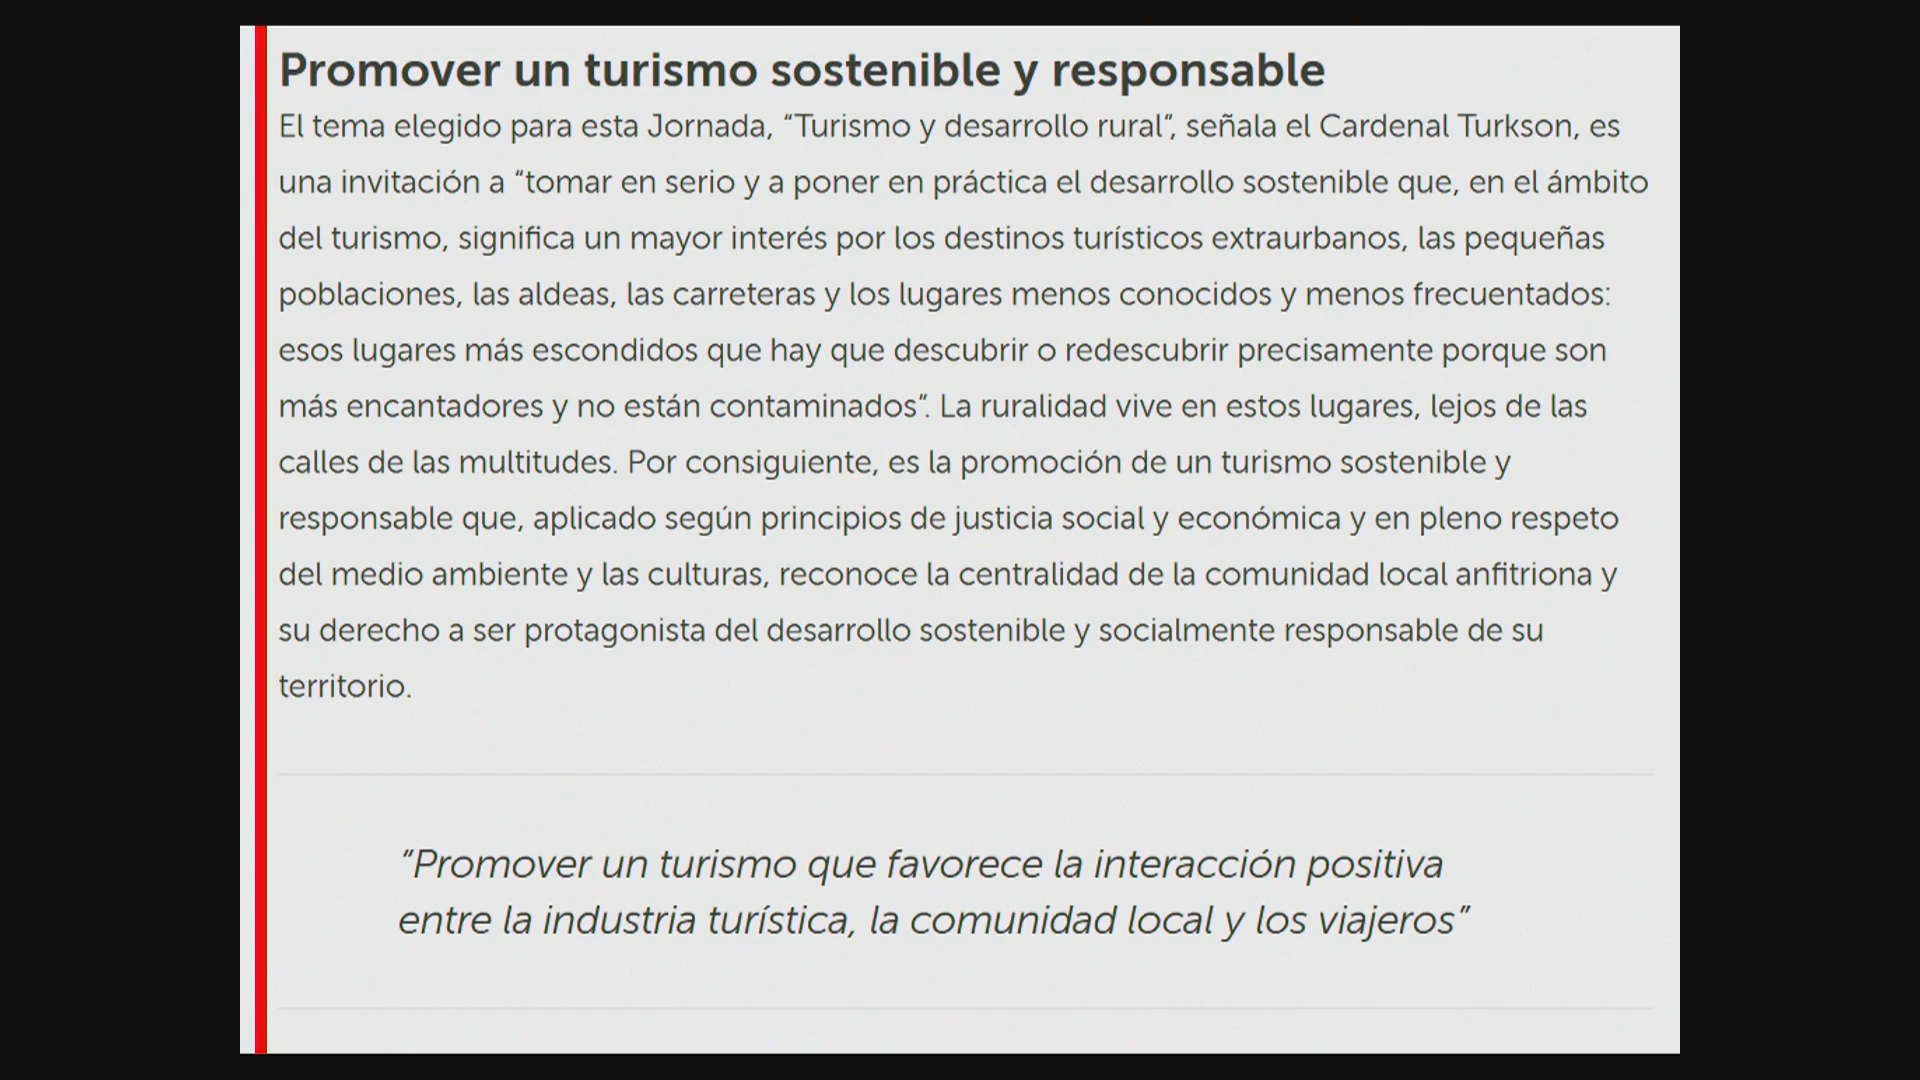 Promover un turismo sostenible y responsable
El tema elegido para esta Jornada, “Turismo y desarrollo rural”, señala el Cardenal Turkson, es
una invitación a “tomar en serio y a poner en práctica el desarrollo sostenible que, en el ámbito
del turismo, significa un mayor interés por los destinos turísticos extraurbanos, las pequeñas
poblaciones, las aldeas, las carreteras y los lugares menos conocidos y menos frecuentados:
esos lugares más escondidos que hay que descubrir o redescubrir precisamente porque son
más encantadores y no están contaminados”. La ruralidad vive en estos lugares, lejos de las
calles de las multitudes. Por consiguiente, es la promoción de un turismo sostenible y
responsable que, aplicado según principios de justicia social y económica y en pleno respeto
del medio ambiente y las culturas, reconoce la centralidad de la comunidad local anfitriona y
su derecho a ser protagonista del desarrollo sostenible y socialmente responsable de su
territorio.
“Promover un turismo que favorece la interacción positiva
entre la industria turística, la comunidad local y los viajeros”